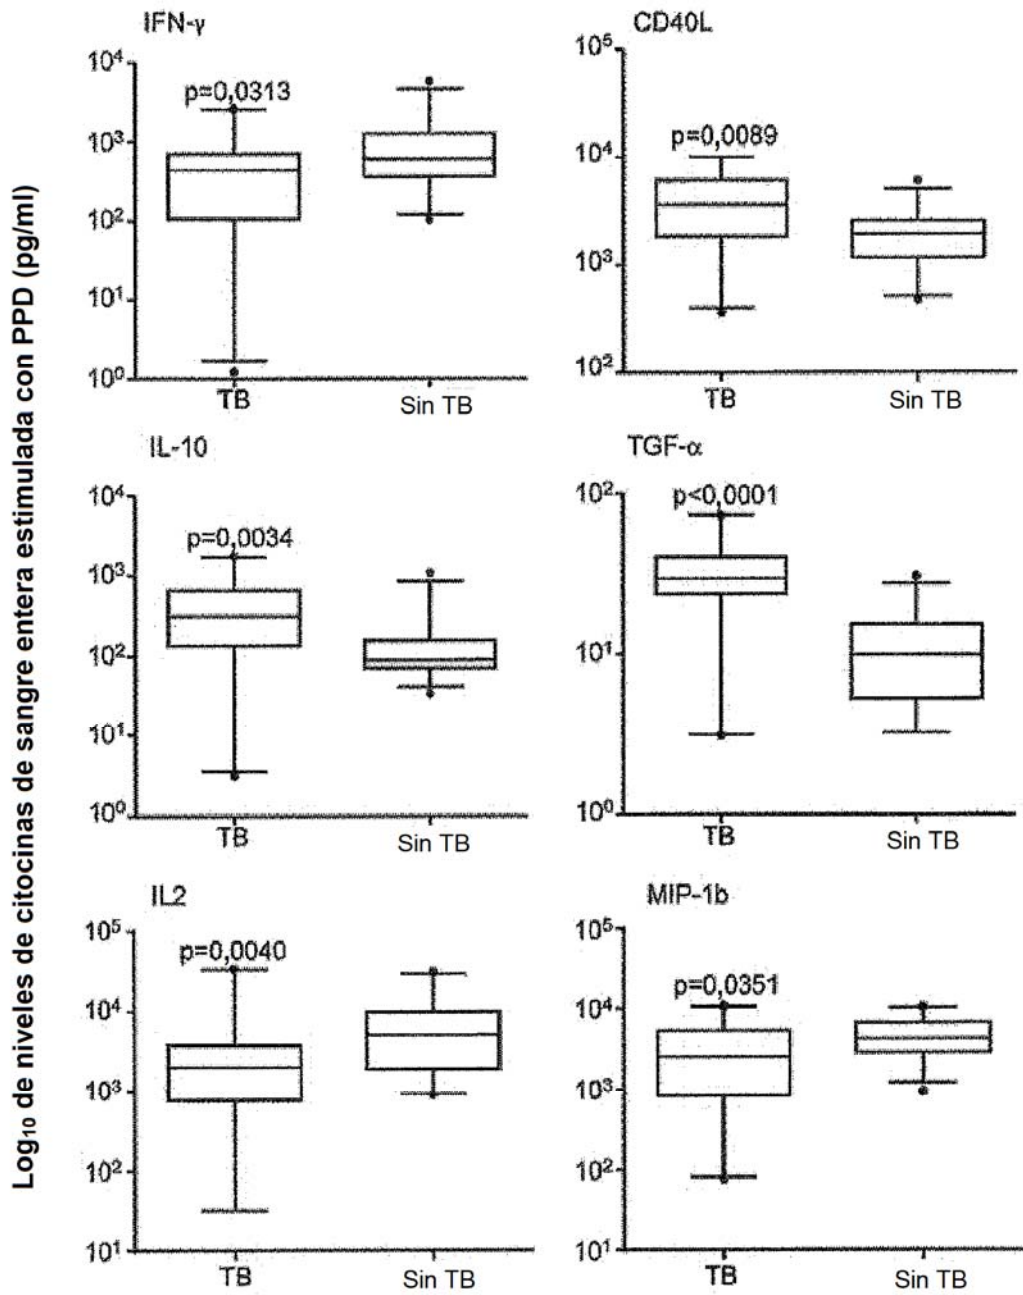 Log₁₀ de niveles de citocinas de sangre entera estimulada con PPD (pg/ml)
IFN-γ
10⁴
10³
10²
10¹
10⁰
p=0,0313
TB
Sin TB
CD40L
10⁵
10⁴
10³
10²
p=0,0089
TB
Sin TB
IL-10
10⁴
10³
10²
10¹
10⁰
p=0,0034
TB
Sin TB
TGF-α
10²
10¹
10⁰
p<0,0001
TB
Sin TB
IL2
10⁵
10⁴
10³
10²
10¹
p=0,0040
TB
Sin TB
MIP-1b
10⁵
10⁴
10³
10²
10¹
p=0,0351
TB
Sin TB